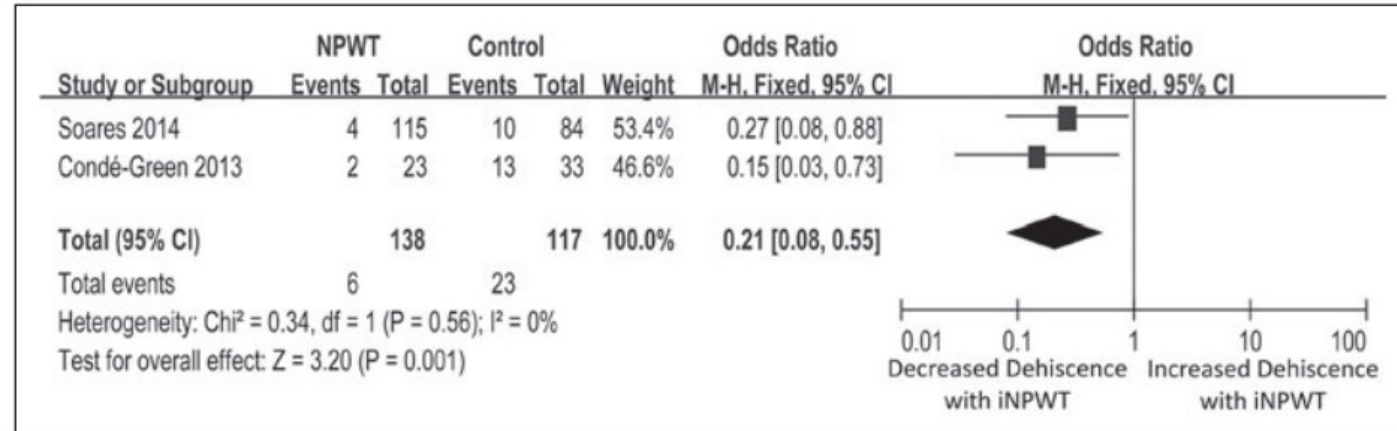 NPWT Control Odds Ratio Odds Ratio
Study or Subgroup Events Total Events Total Weight M-H, Fixed, 95% CI M-H, Fixed, 95% CI
Soares 2014 4 115 10 84 53.4% 0.27 [0.08, 0.88]
Condé-Green 2013 2 23 13 33 46.6% 0.15 [0.03, 0.73]
Total (95% CI) 138 117 100.0% 0.21 [0.08, 0.55]
Total events 6 23
Heterogeneity: Chi² = 0.34, df = 1 (P = 0.56); I² = 0%
Test for overall effect: Z = 3.20 (P = 0.001)
0.01 0.1 1 10 100
Decreased Dehiscence Increased Dehiscence
with iNPWT with iNPWT